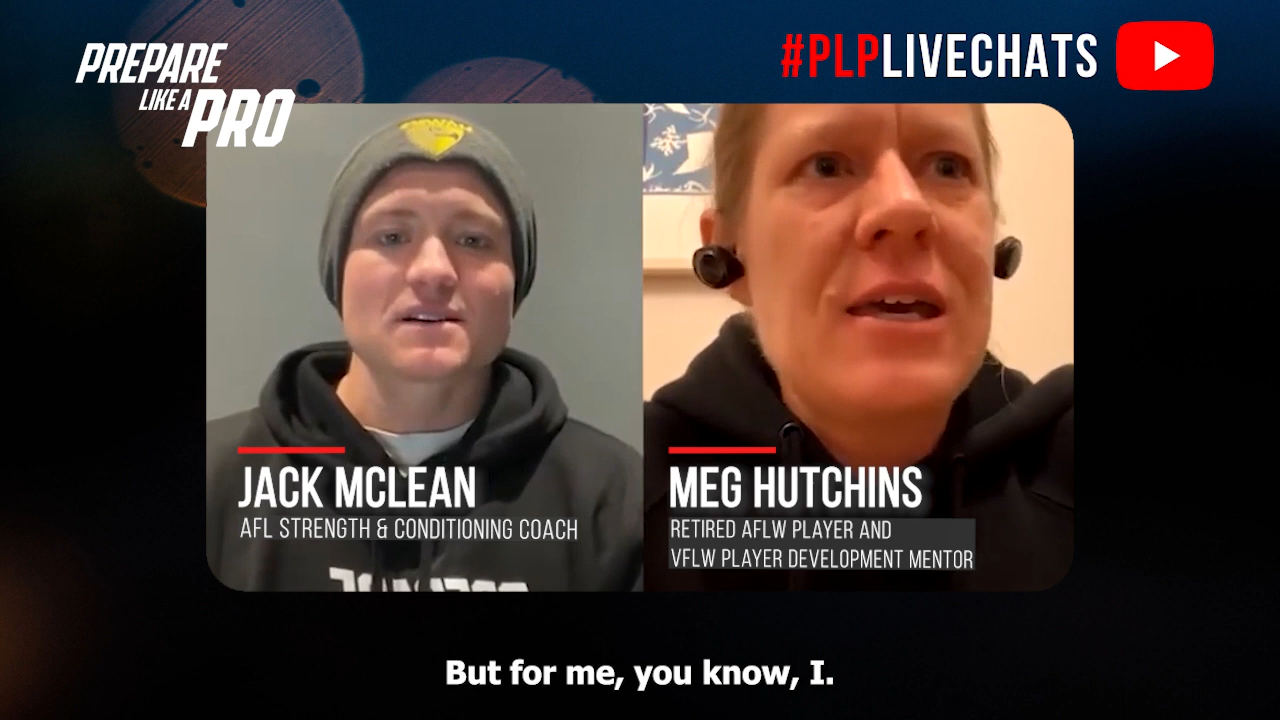 PREPARE
LIKE A
PRO
#PLPLIVECHATS
JACK MCLEAN
AFL STRENGTH & CONDITIONING COACH
MEG HUTCHINS
RETIRED AFLW PLAYER AND
VFLW PLAYER DEVELOPMENT MENTOR
But for me, you know, I.